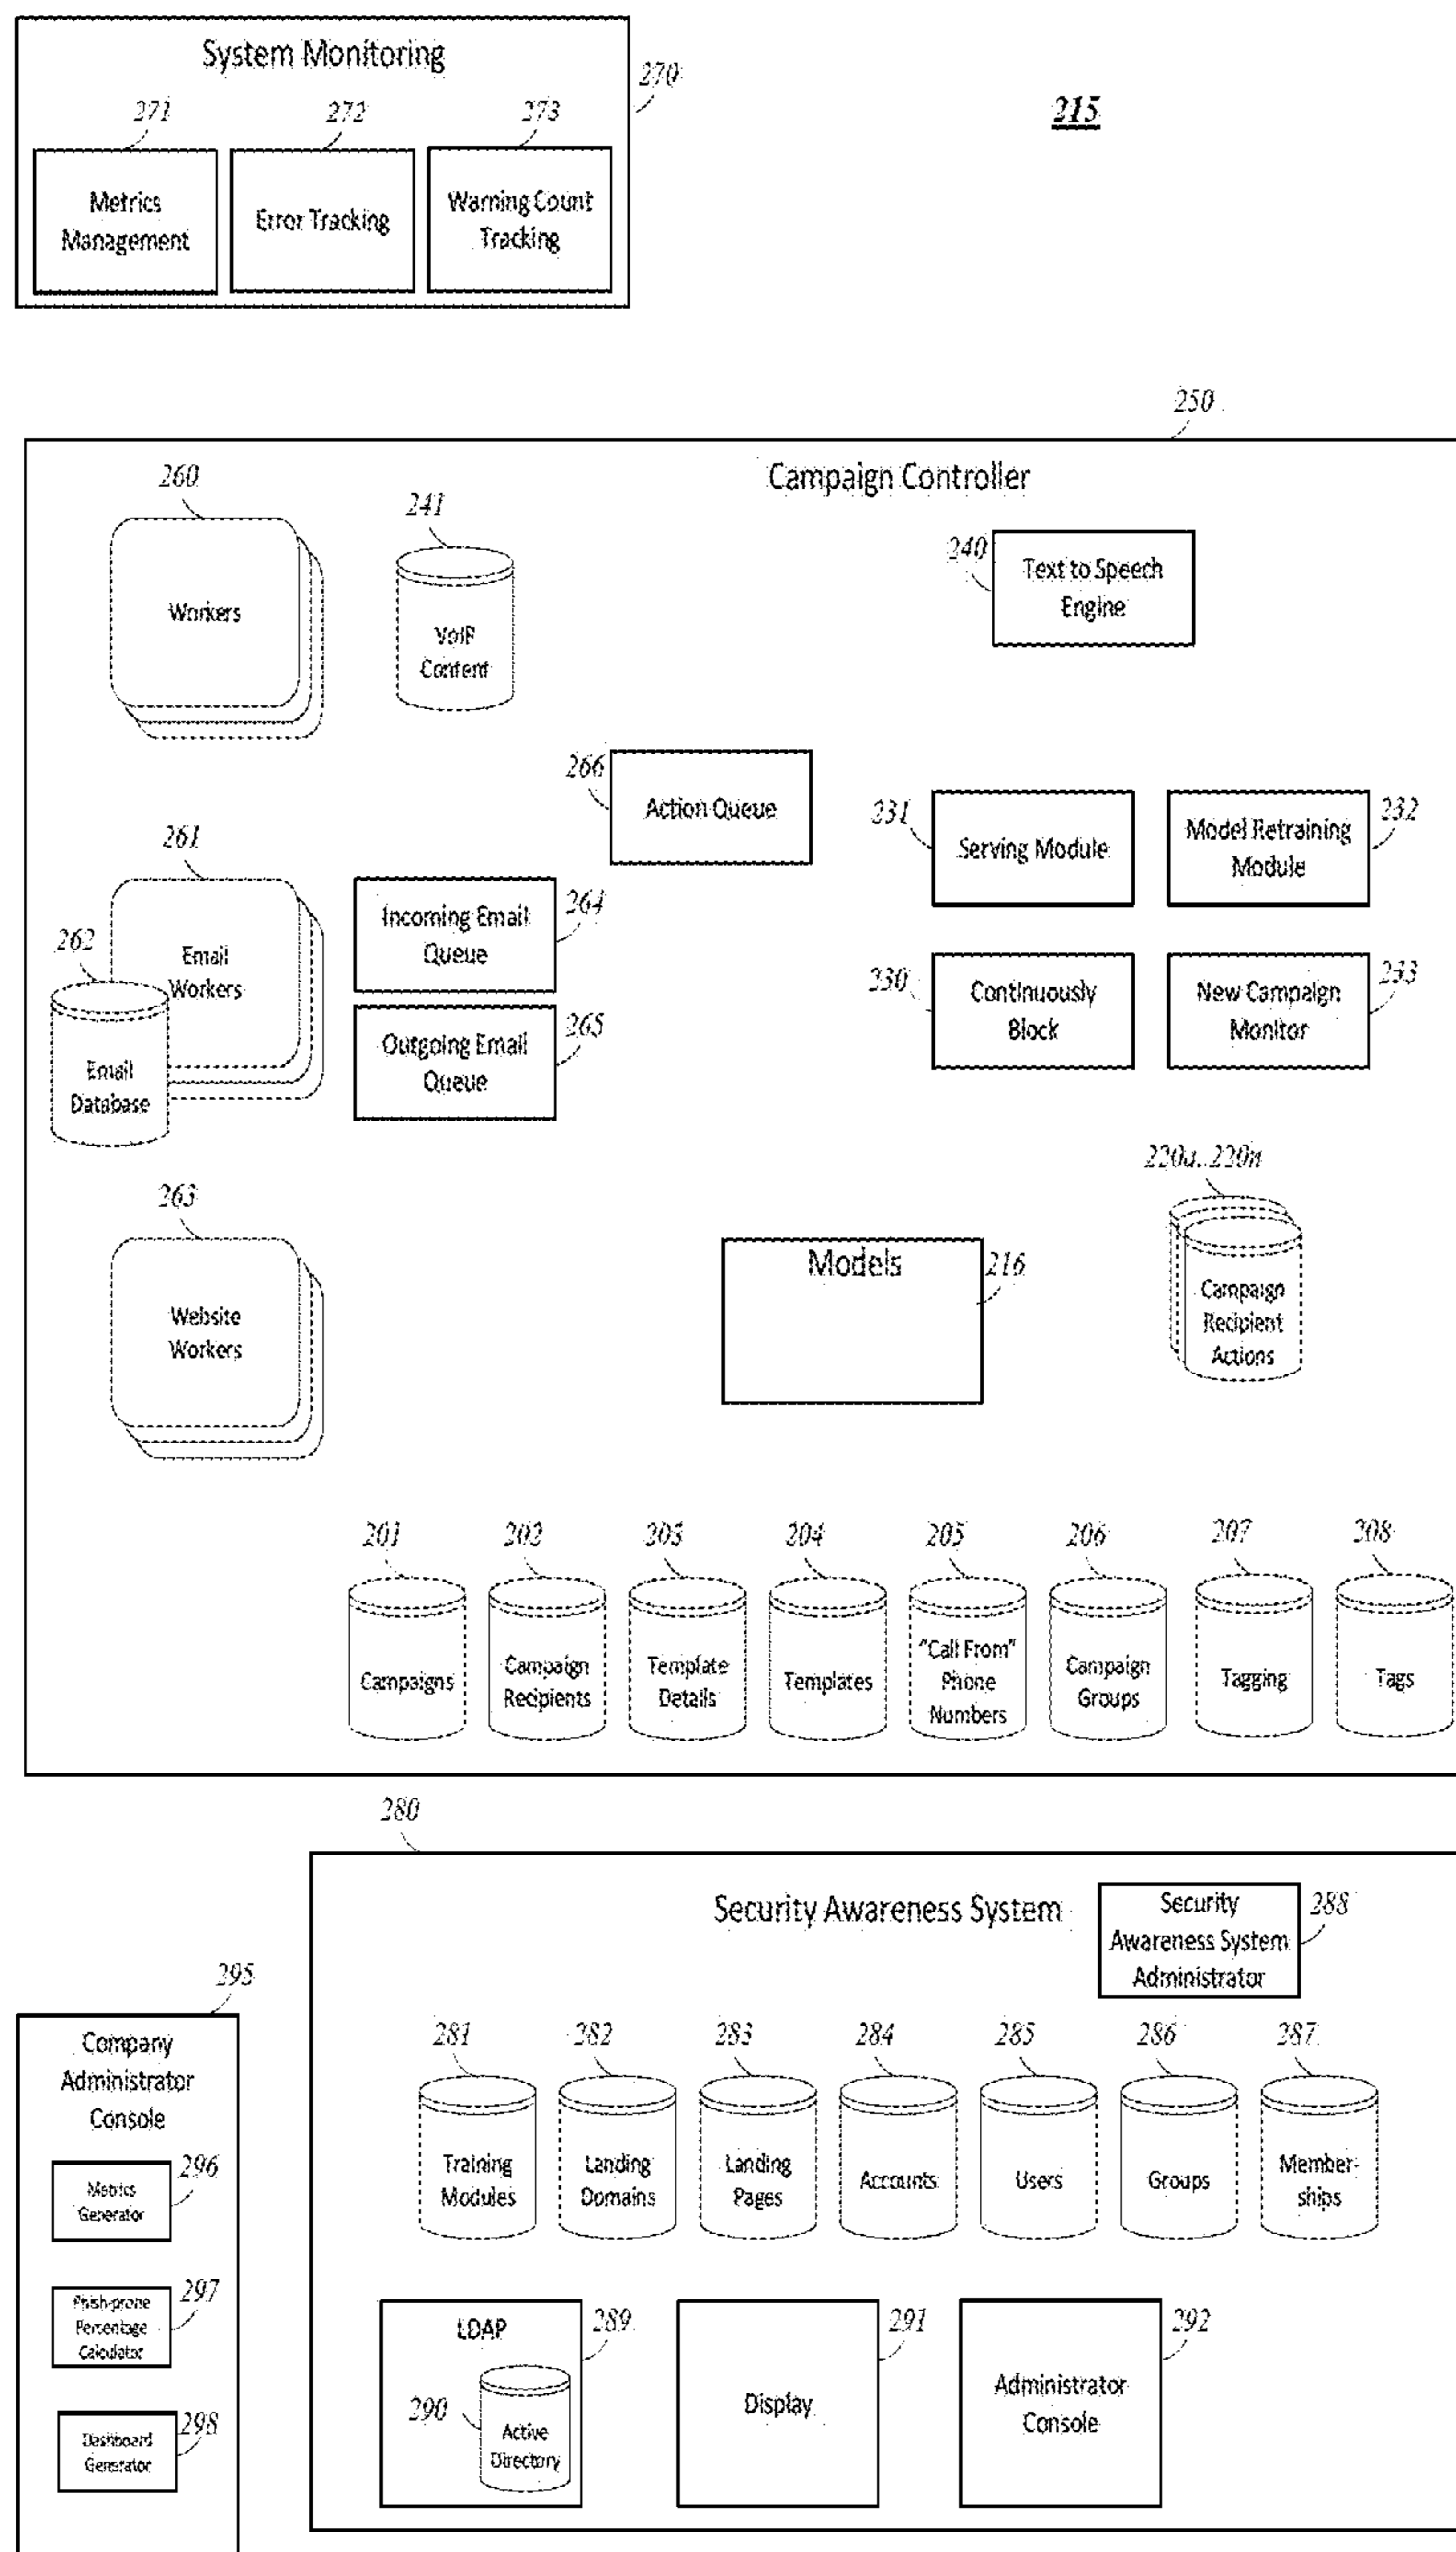 System Monitoring
270
215
271
272
273
Metrics
Management
Error Tracking
Warning Count
Tracking
250
Campaign Controller
260
241
240
Workers
VoIP
Content
Text to Speech
Engine
266
Action Queue
231
Serving Module
Model Retraining
Module
232
261
262
Email
Workers
Email
Database
Incoming Email
Queue
264
Outgoing Email
Queue
265
230
Continuously
Block
New Campaign
Monitor
233
263
Website
Workers
Models
216
220a..220n
Campaign
Recipient
Actions
201
202
203
204
205
206
207
208
Campaigns
Campaign
Recipients
Template
Details
Templates
"Call From"
Phone
Numbers
Campaign
Groups
Tagging
Tags
280
Security Awareness System
Security
Awareness System
Administrator
288
295
Company
Administrator
Console
Metrics
Generator
296
Phish-prone
Percentage
Calculator
297
Dashboard
Generator
298
281
282
283
284
285
286
287
Training
Modules
Landing
Domains
Landing
Pages
Accounts
Users
Groups
Member-
ships
LDAP
289
290
Active
Directory
Display
291
Administrator
Console
292